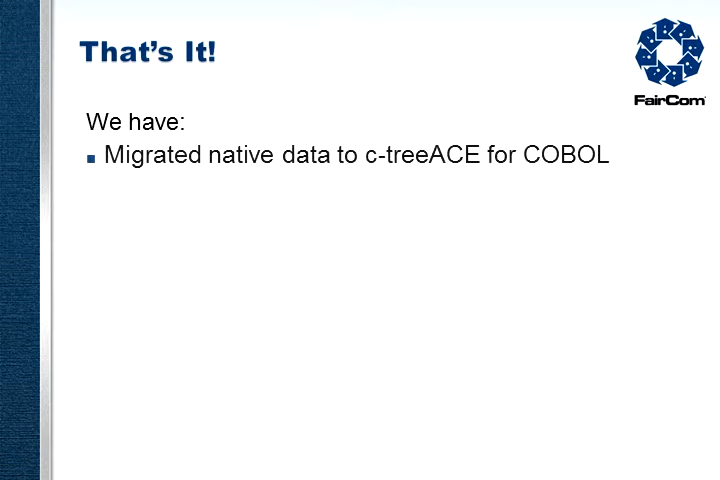 That's It!
FairCom
We have:
■ Migrated native data to c-treeACE for COBOL